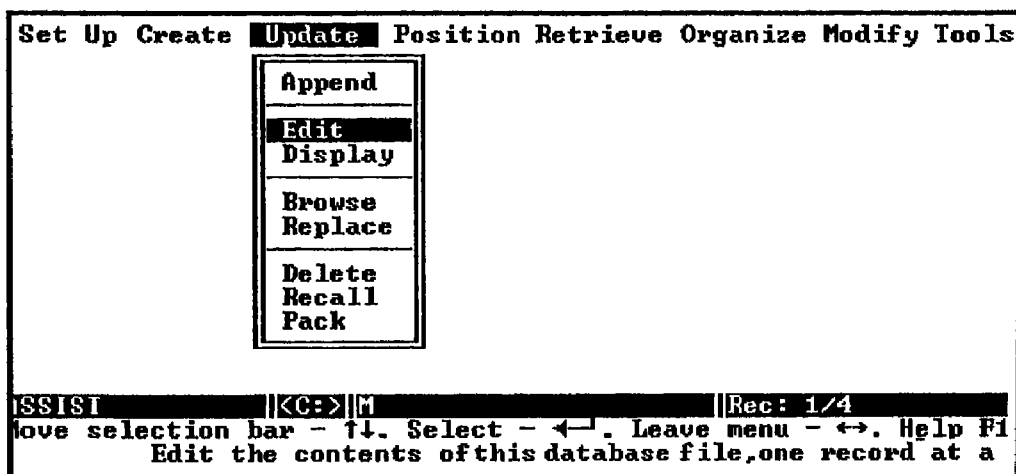 Set Up Create Update Position Retrieve Organize Modify Tools
Append
Edit
Display
Browse
Replace
Delete
Recall
Pack
SSIST ||<C:>||M ||Rec: 1/4
ove selection bar - ↑↓. Select - ←┘. Leave menu - ↔. Help F1
Edit the contents of this database file,one record at a